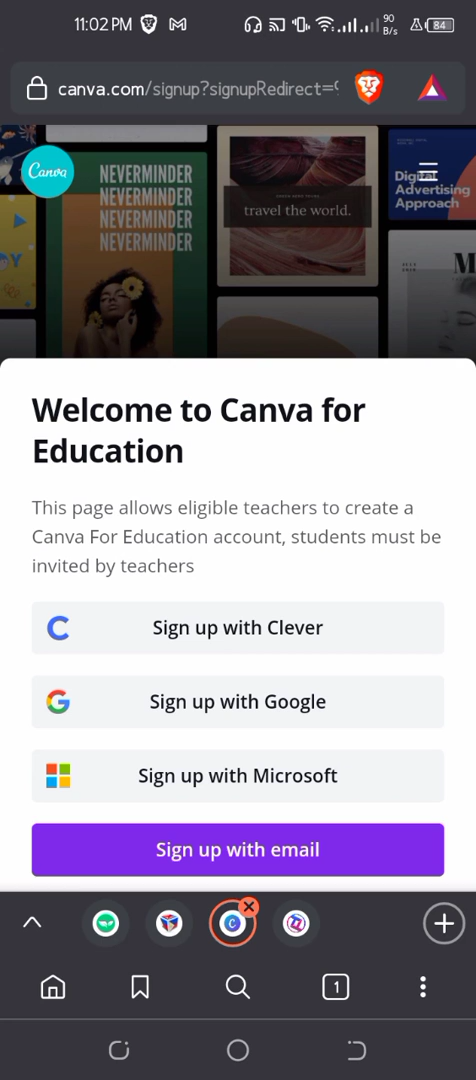 11:02 PM
90
B/s
84
canva.com/signup?signupRedirect=
Canva
NEVERMINDER
NEVERMINDER
NEVERMINDER
NEVERMINDER
travel the world.
Digital
Advertising
Approach
M
Welcome to Canva for
Education
This page allows eligible teachers to create a
Canva For Education account, students must be
invited by teachers
Sign up with Clever
Sign up with Google
Sign up with Microsoft
Sign up with email
1